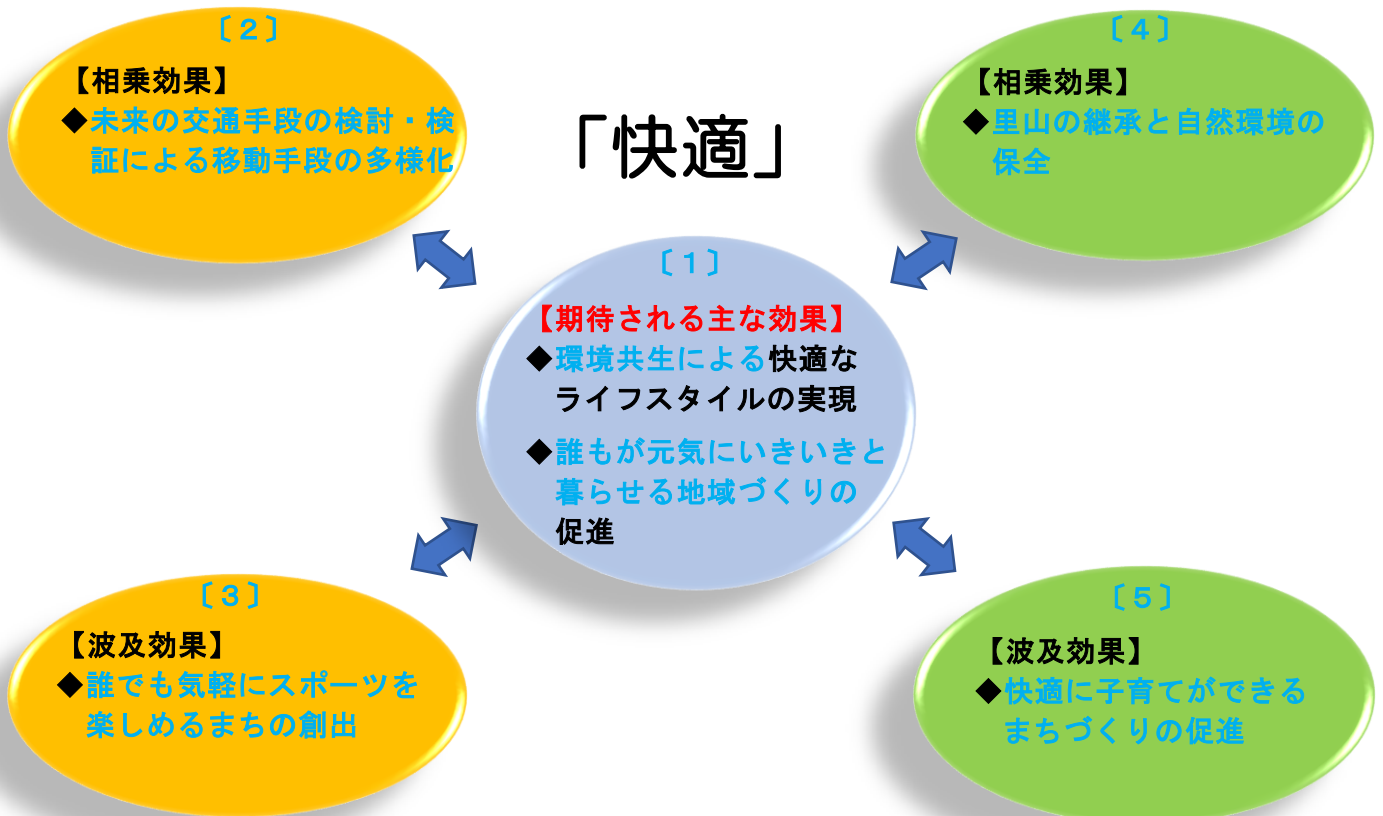 「快適」
〔２〕
【相乗効果】
◆未来の交通手段の検討・検
証による移動手段の多様化
〔４〕
【相乗効果】
◆里山の継承と自然環境の
保全
〔１〕
【期待される主な効果】
◆環境共生による快適な
ライフスタイルの実現
◆誰もが元気にいきいきと
暮らせる地域づくりの
促進
〔３〕
【波及効果】
◆誰でも気軽にスポーツを
楽しめるまちの創出
〔５〕
【波及効果】
◆快適に子育てができる
まちづくりの促進